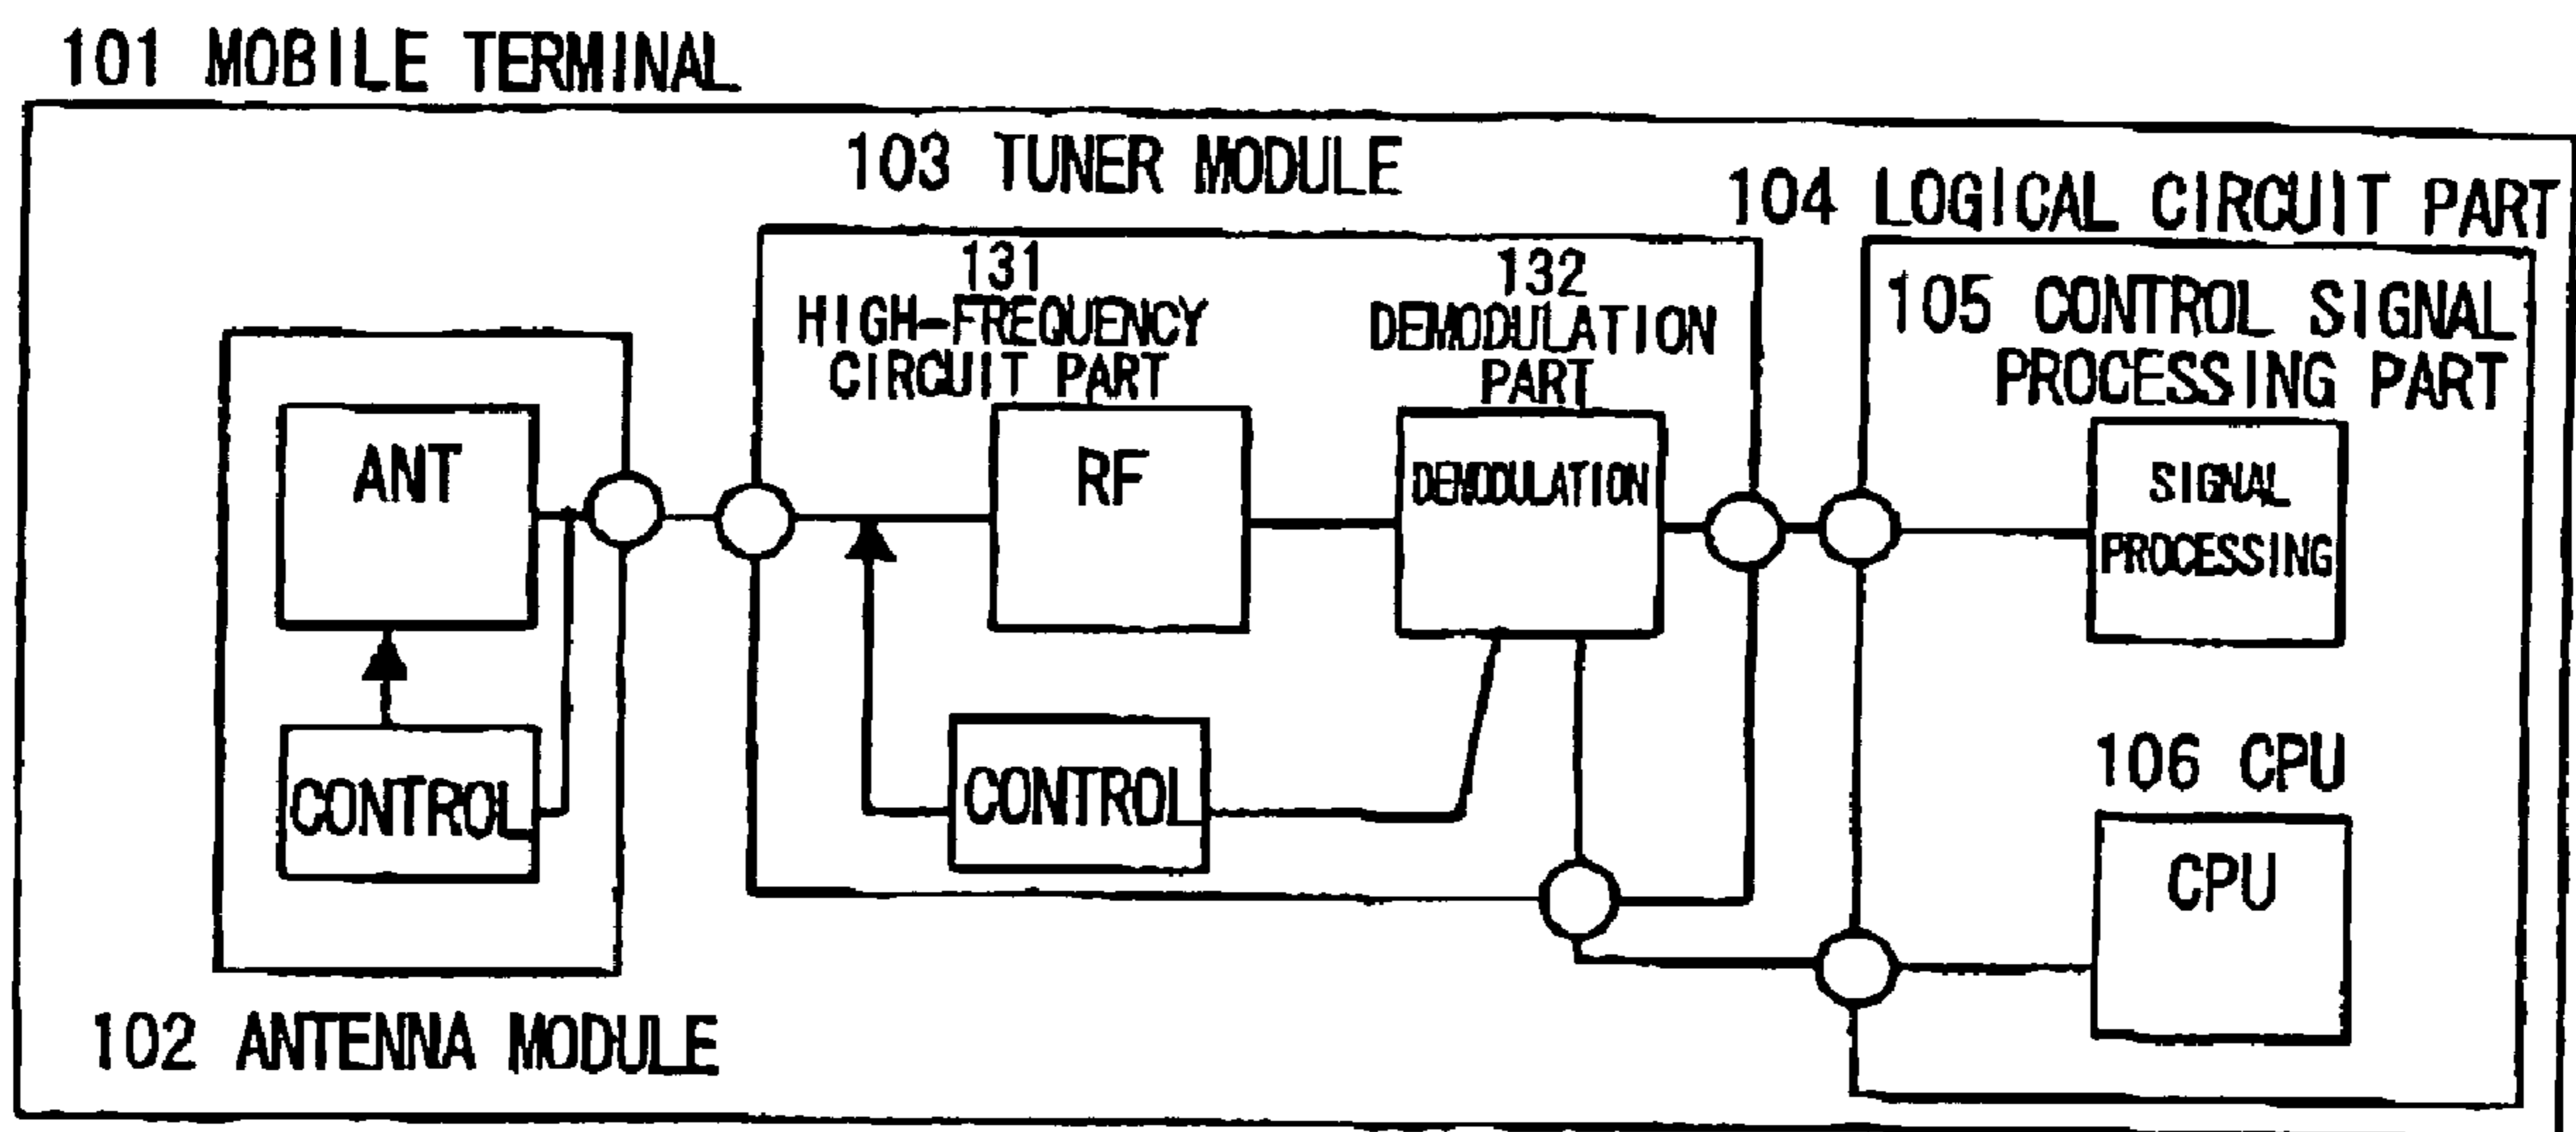 101 MOBILE TERMINAL
103 TUNER MODULE
104 LOGICAL CIRCUIT PART
131
HIGH-FREQUENCY
CIRCUIT PART
132
DEMODULATION
PART
105 CONTROL SIGNAL
PROCESSING PART
ANT
RF
DEMODULATION
SIGNAL
PROCESSING
CONTROL
CONTROL
106 CPU
CPU
102 ANTENNA MODULE